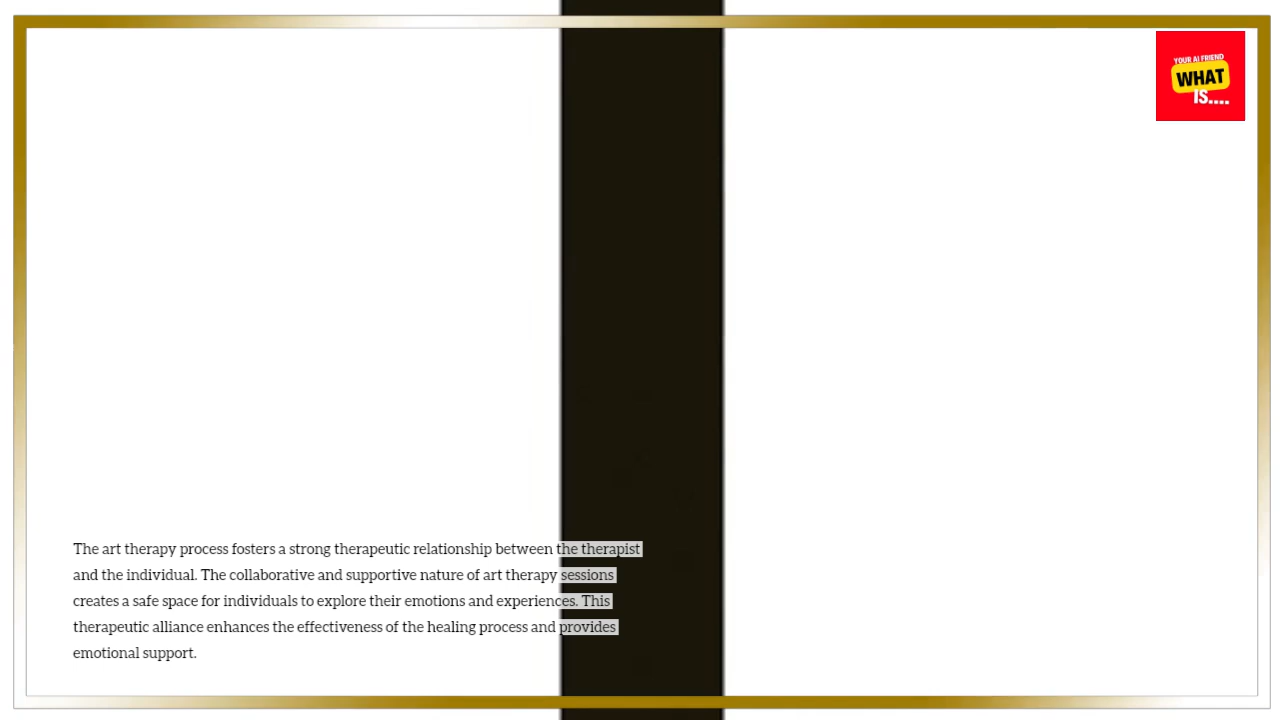 YOUR AI FRIEND
WHAT
IS....
The art therapy process fosters a strong therapeutic relationship between the therapist
and the individual. The collaborative and supportive nature of art therapy sessions
creates a safe space for individuals to explore their emotions and experiences. This
therapeutic alliance enhances the effectiveness of the healing process and provides
emotional support.